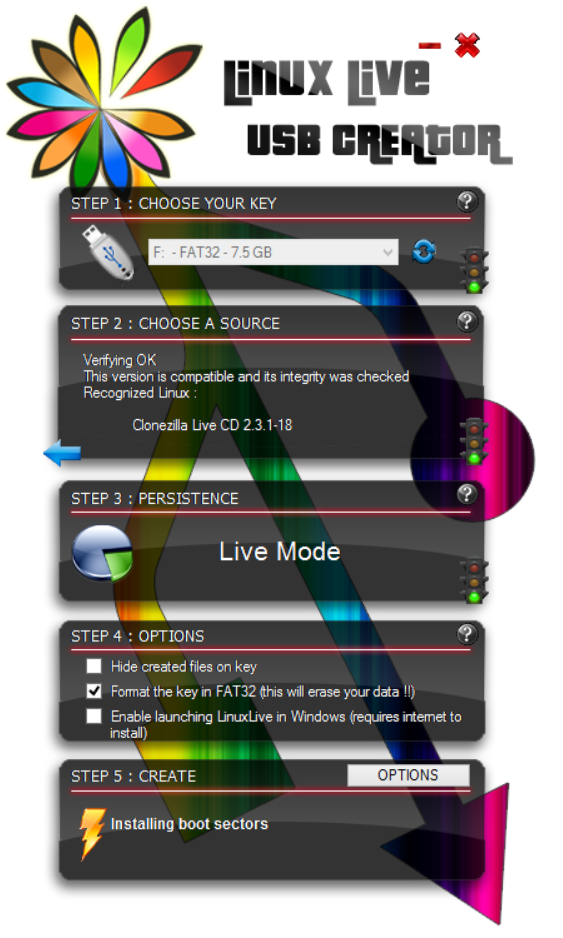 Linux Live
USB CREATOR
STEP 1 : CHOOSE YOUR KEY
?
F: - FAT32 - 7.5 GB
STEP 2 : CHOOSE A SOURCE
?
Verifying OK
This version is compatible and its integrity was checked
Recognized Linux :
Clonezilla Live CD 2.3.1-18
STEP 3 : PERSISTENCE
?
Live Mode
STEP 4 : OPTIONS
?
Hide created files on key
Format the key in FAT32 (this will erase your data !!)
Enable launching LinuxLive in Windows (requires internet to
install)
STEP 5 : CREATE
OPTIONS
Installing boot sectors